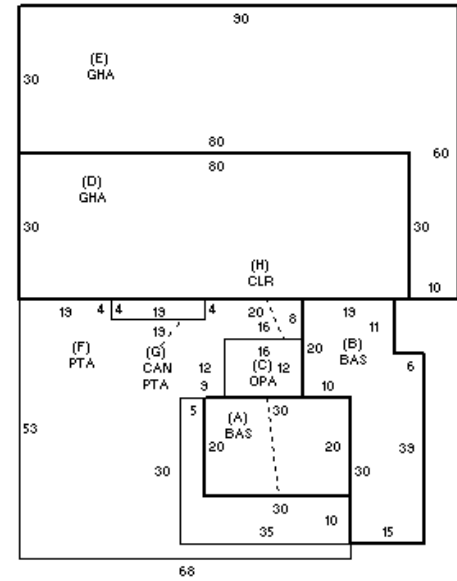 90
(E)
GHA
30
80
60
80
(D)
GHA
30
30
(H)
CLR
10
19 4 4 19 4 20 8 19
19 16 11
(F)
PTA
(G)
CAN
PTA
12
9
16
(C)
OPA
12
20
(B)
BAS
6
10
5
(A)
BAS
30
53
30
20
20
30
39
30
10
35
15
68